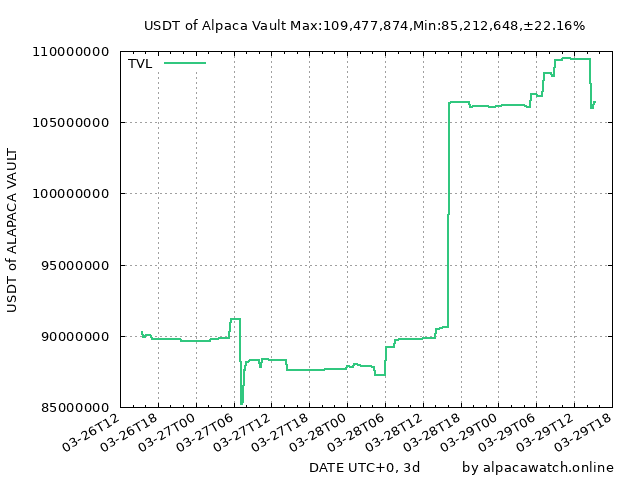 USDT of Alpaca Vault Max:109,477,874,Min:85,212,648,±22.16%
TVL
110000000
105000000
100000000
95000000
90000000
85000000
USDT of ALAPACA VAULT
03-26T12
03-26T18
03-27T00
03-27T06
03-27T12
03-27T18
03-28T00
03-28T06
03-28T12
03-28T18
03-29T00
03-29T06
03-29T12
03-29T18
DATE UTC+0, 3d
by alpacawatch.online